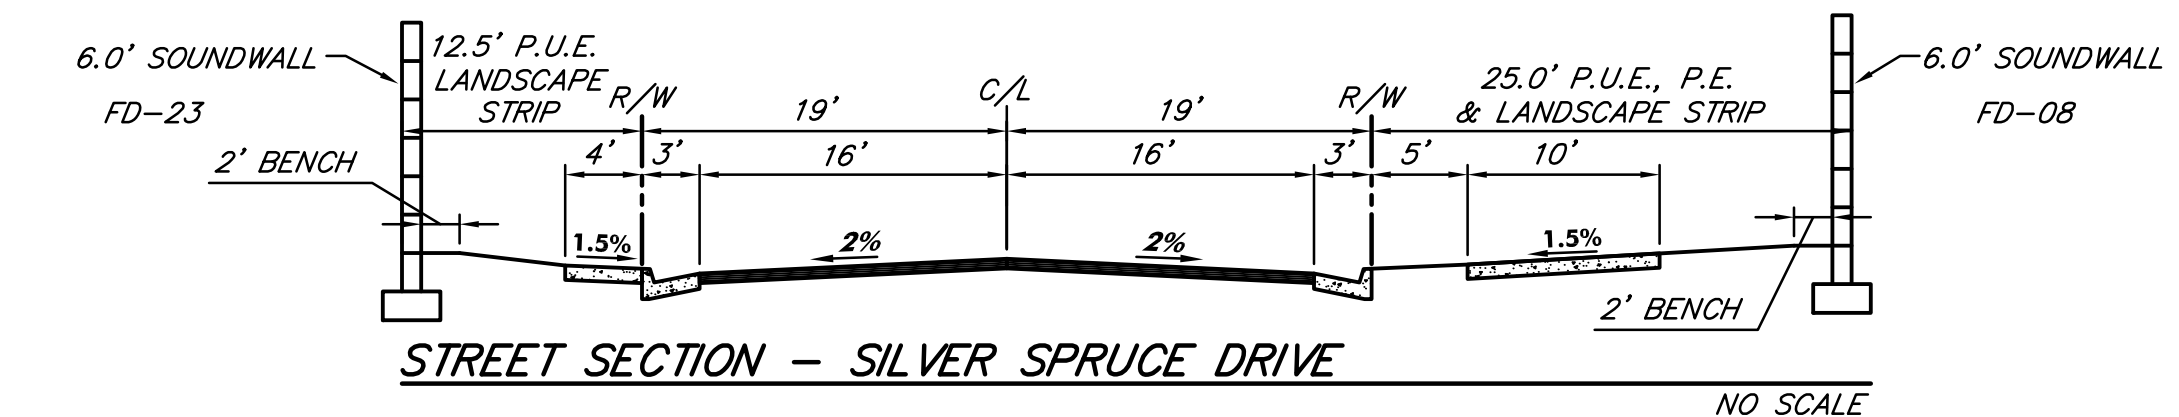 6.0' SOUNDWALL
FD-23
12.5' P.U.E.
LANDSCAPE
STRIP
R/W
19'
C/L
19'
R/W
25.0' P.U.E., P.E.
& LANDSCAPE STRIP
6.0' SOUNDWALL
FD-08
2' BENCH
4'
3'
16'
16'
3'
5'
10'
1.5%
2%
2%
1.5%
2' BENCH
STREET SECTION - SILVER SPRUCE DRIVE
NO SCALE